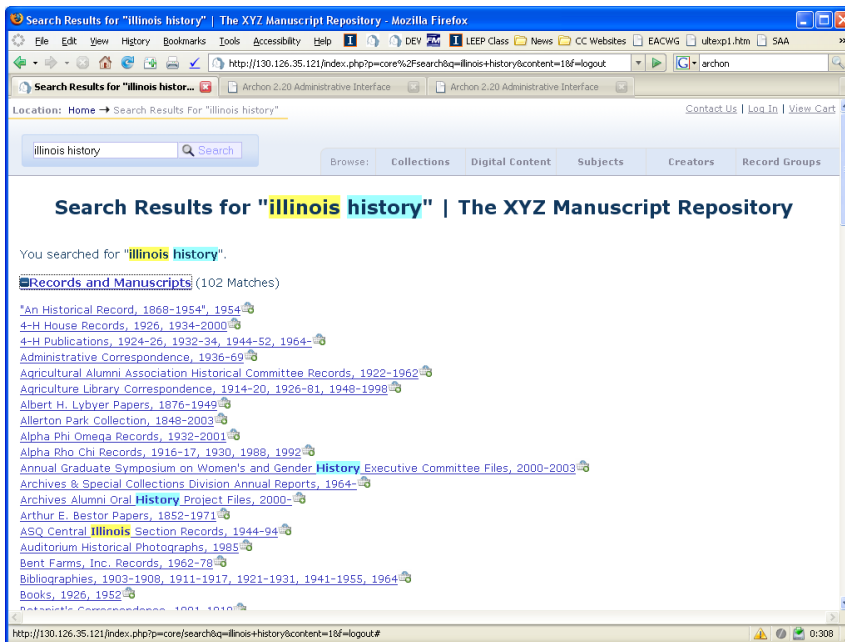 Search Results for "illinois history" | The XYZ Manuscript Repository - Mozilla Firefox
File Edit View History Bookmarks Tools Accessibility Help DEV FM LEEP Class News CC Websites EACWG ultexp1.htm SAA »
http://130.126.35.121/index.php?p=core%2Fsearch&q=illinois+history&content=1&f=logout G archon
Search Results for "illinois histor... Archon 2.20 Administrative Interface Archon 2.20 Administrative Interface
Location: Home → Search Results For "illinois history" Contact Us | Log In | View Cart
illinois history Search
Browse: Collections Digital Content Subjects Creators Record Groups
Search Results for "illinois history" | The XYZ Manuscript Repository
You searched for "illinois history".
Records and Manuscripts (102 Matches)
"An Historical Record, 1868-1954", 1954
4-H House Records, 1926, 1934-2000
4-H Publications, 1924-26, 1932-34, 1944-52, 1964-
Administrative Correspondence, 1936-69
Agricultural Alumni Association Historical Committee Records, 1922-1962
Agriculture Library Correspondence, 1914-20, 1926-81, 1948-1998
Albert H. Lybyer Papers, 1876-1949
Allerton Park Collection, 1848-2003
Alpha Phi Omega Records, 1932-2001
Alpha Rho Chi Records, 1916-17, 1930, 1988, 1992
Annual Graduate Symposium on Women's and Gender History Executive Committee Files, 2000-2003
Archives & Special Collections Division Annual Reports, 1964-
Archives Alumni Oral History Project Files, 2000-
Arthur E. Bestor Papers, 1852-1971
ASQ Central Illinois Section Records, 1944-94
Auditorium Historical Photographs, 1985
Bent Farms, Inc. Records, 1962-78
Bibliographies, 1903-1908, 1911-1917, 1921-1931, 1941-1955, 1964
Books, 1926, 1952
http://130.126.35.121/index.php?p=core/search&q=illinois+history&content=1&f=logout# 0:308